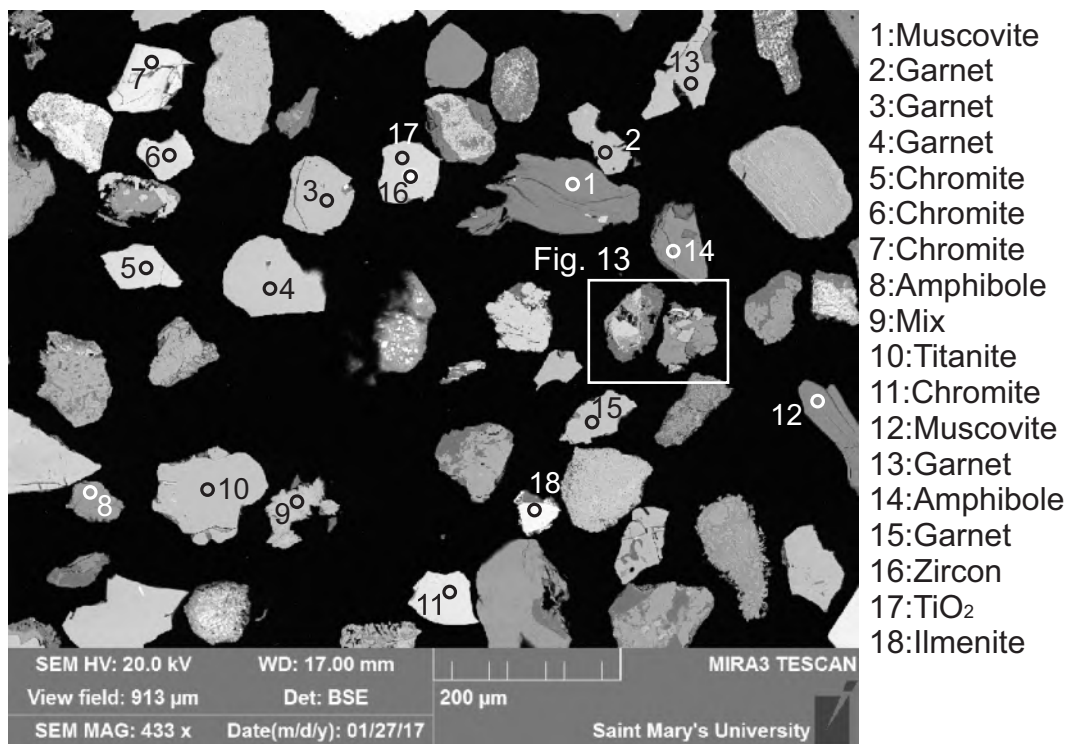 1:Muscovite
2:Garnet
3:Garnet
4:Garnet
5:Chromite
6:Chromite
7:Chromite
8:Amphibole
9:Mix
10:Titanite
11:Chromite
12:Muscovite
13:Garnet
14:Amphibole
15:Garnet
16:Zircon
17:TiO₂
18:Ilmenite
7
13
17
2
6
3
16
1
14
5
4
Fig. 13
15
12
8
10
9
18
11
SEM HV: 20.0 kV WD: 17.00 mm MIRA3 TESCAN
View field: 913 µm Det: BSE 200 µm
SEM MAG: 433 x Date(m/d/y): 01/27/17 Saint Mary's University